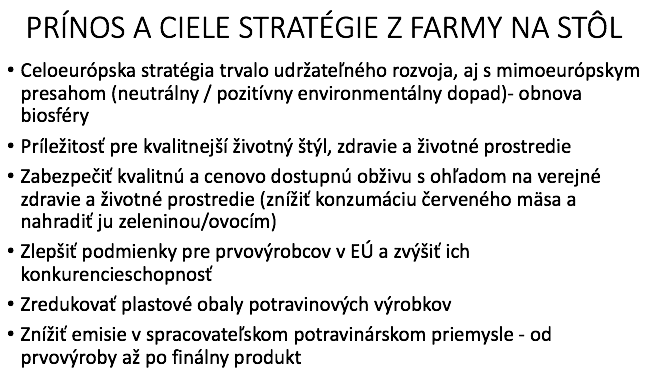 PRÍNOS A CIELE STRATÉGIE Z FARMY NA STÔL
• Celoeurópska stratégia trvalo udržateľného rozvoja, aj s mimoeurópskym
presahom (neutrálny / pozitívny environmentálny dopad)- obnova
biosféry
• Príležitosť pre kvalitnejší životný štýl, zdravie a životné prostredie
• Zabezpečiť kvalitnú a cenovo dostupnú obživu s ohľadom na verejné
zdravie a životné prostredie (znížiť konzumáciu červeného mäsa a
nahradiť ju zeleninou/ovocím)
• Zlepšiť podmienky pre prvovýrobcov v EÚ a zvýšiť ich
konkurencieschopnosť
• Zredukovať plastové obaly potravinových výrobkov
• Znížiť emisie v spracovateľskom potravinárskom priemysle - od
prvovýroby až po finálny produkt